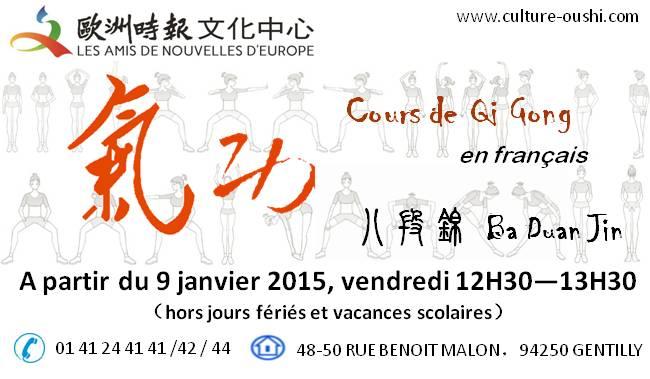 www.culture-oushi.com
歐洲時報 文化中心
LES AMIS DE NOUVELLES D'EUROPE
氣功
Cours de Qi Gong
en français
八段錦 Ba Duan Jin
A partir du 9 janvier 2015, vendredi 12H30—13H30
（hors jours fériés et vacances scolaires）
01 41 24 41 41 /42 / 44
48-50 RUE BENOIT MALON， 94250 GENTILLY